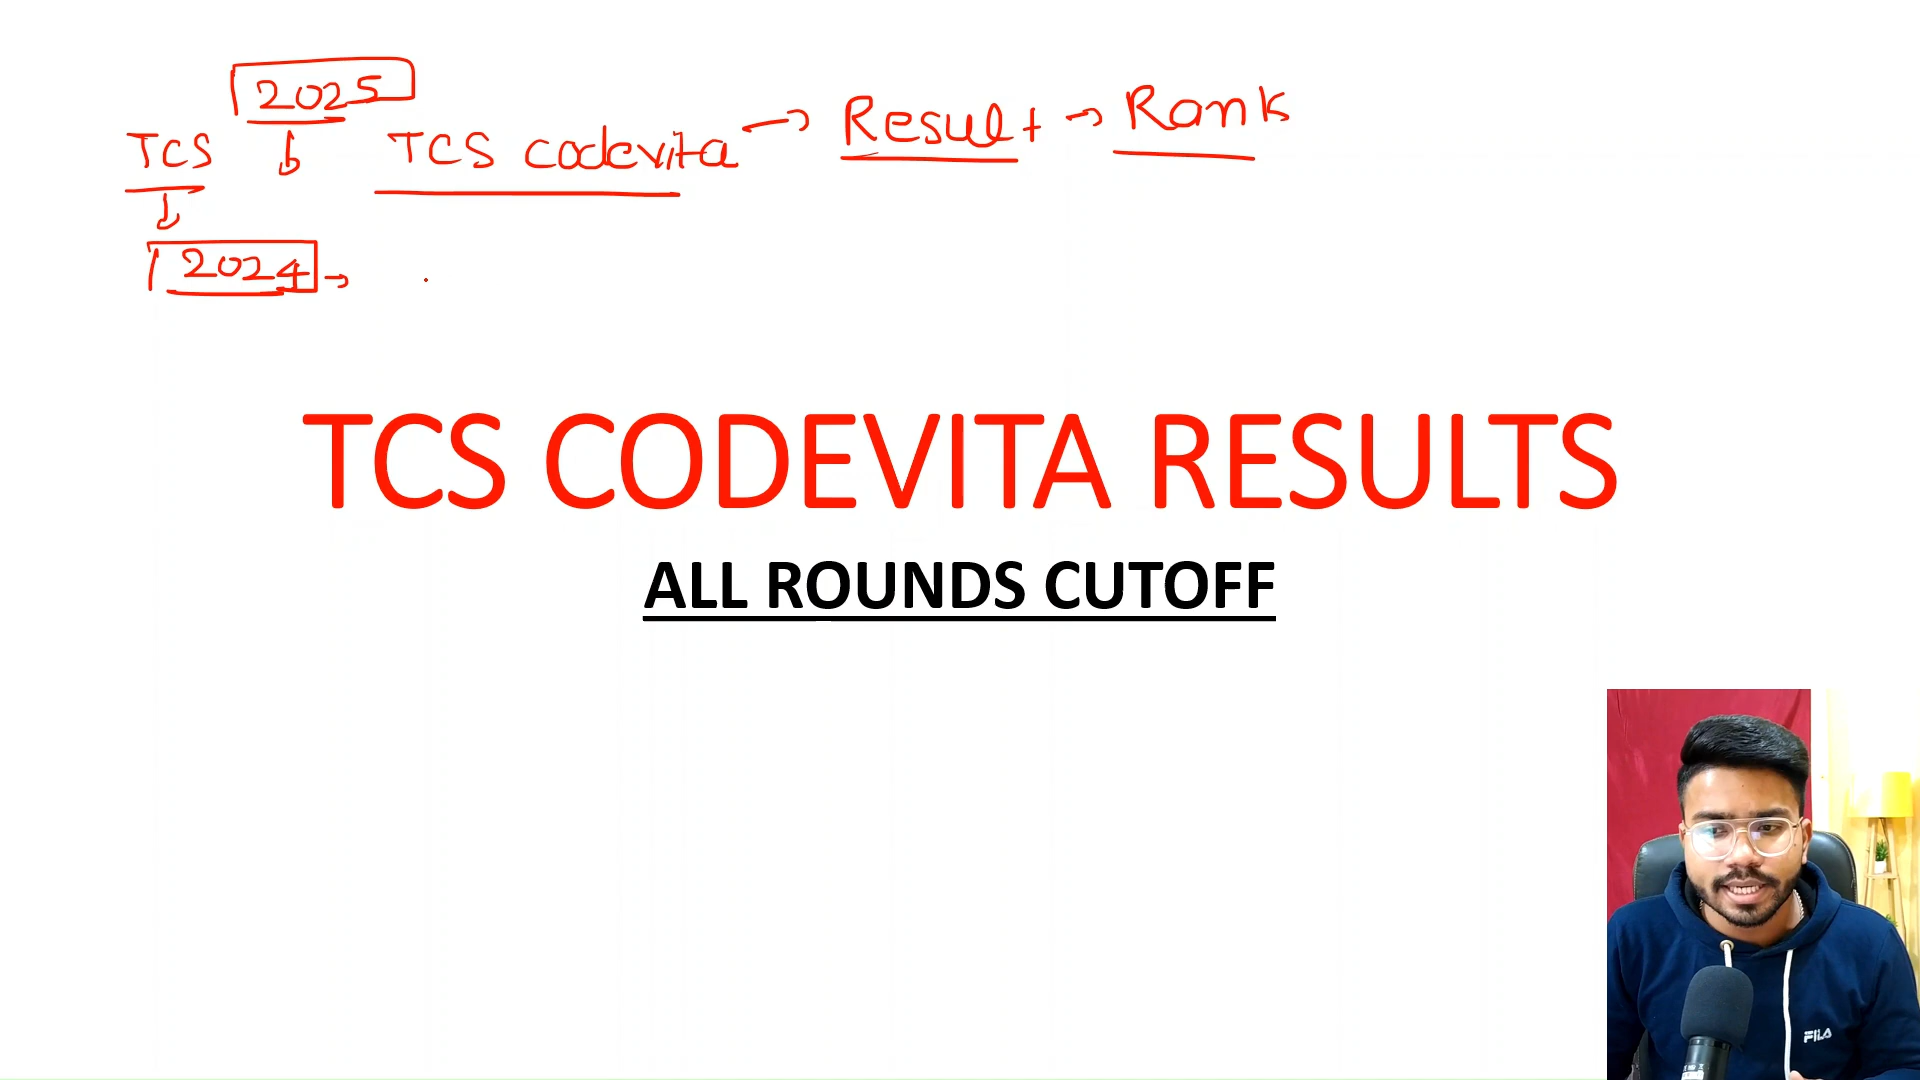 2025
TCS TCS codevita → Result → Rank
2024 →
TCS CODEVITA RESULTS
ALL ROUNDS CUTOFF
FILA